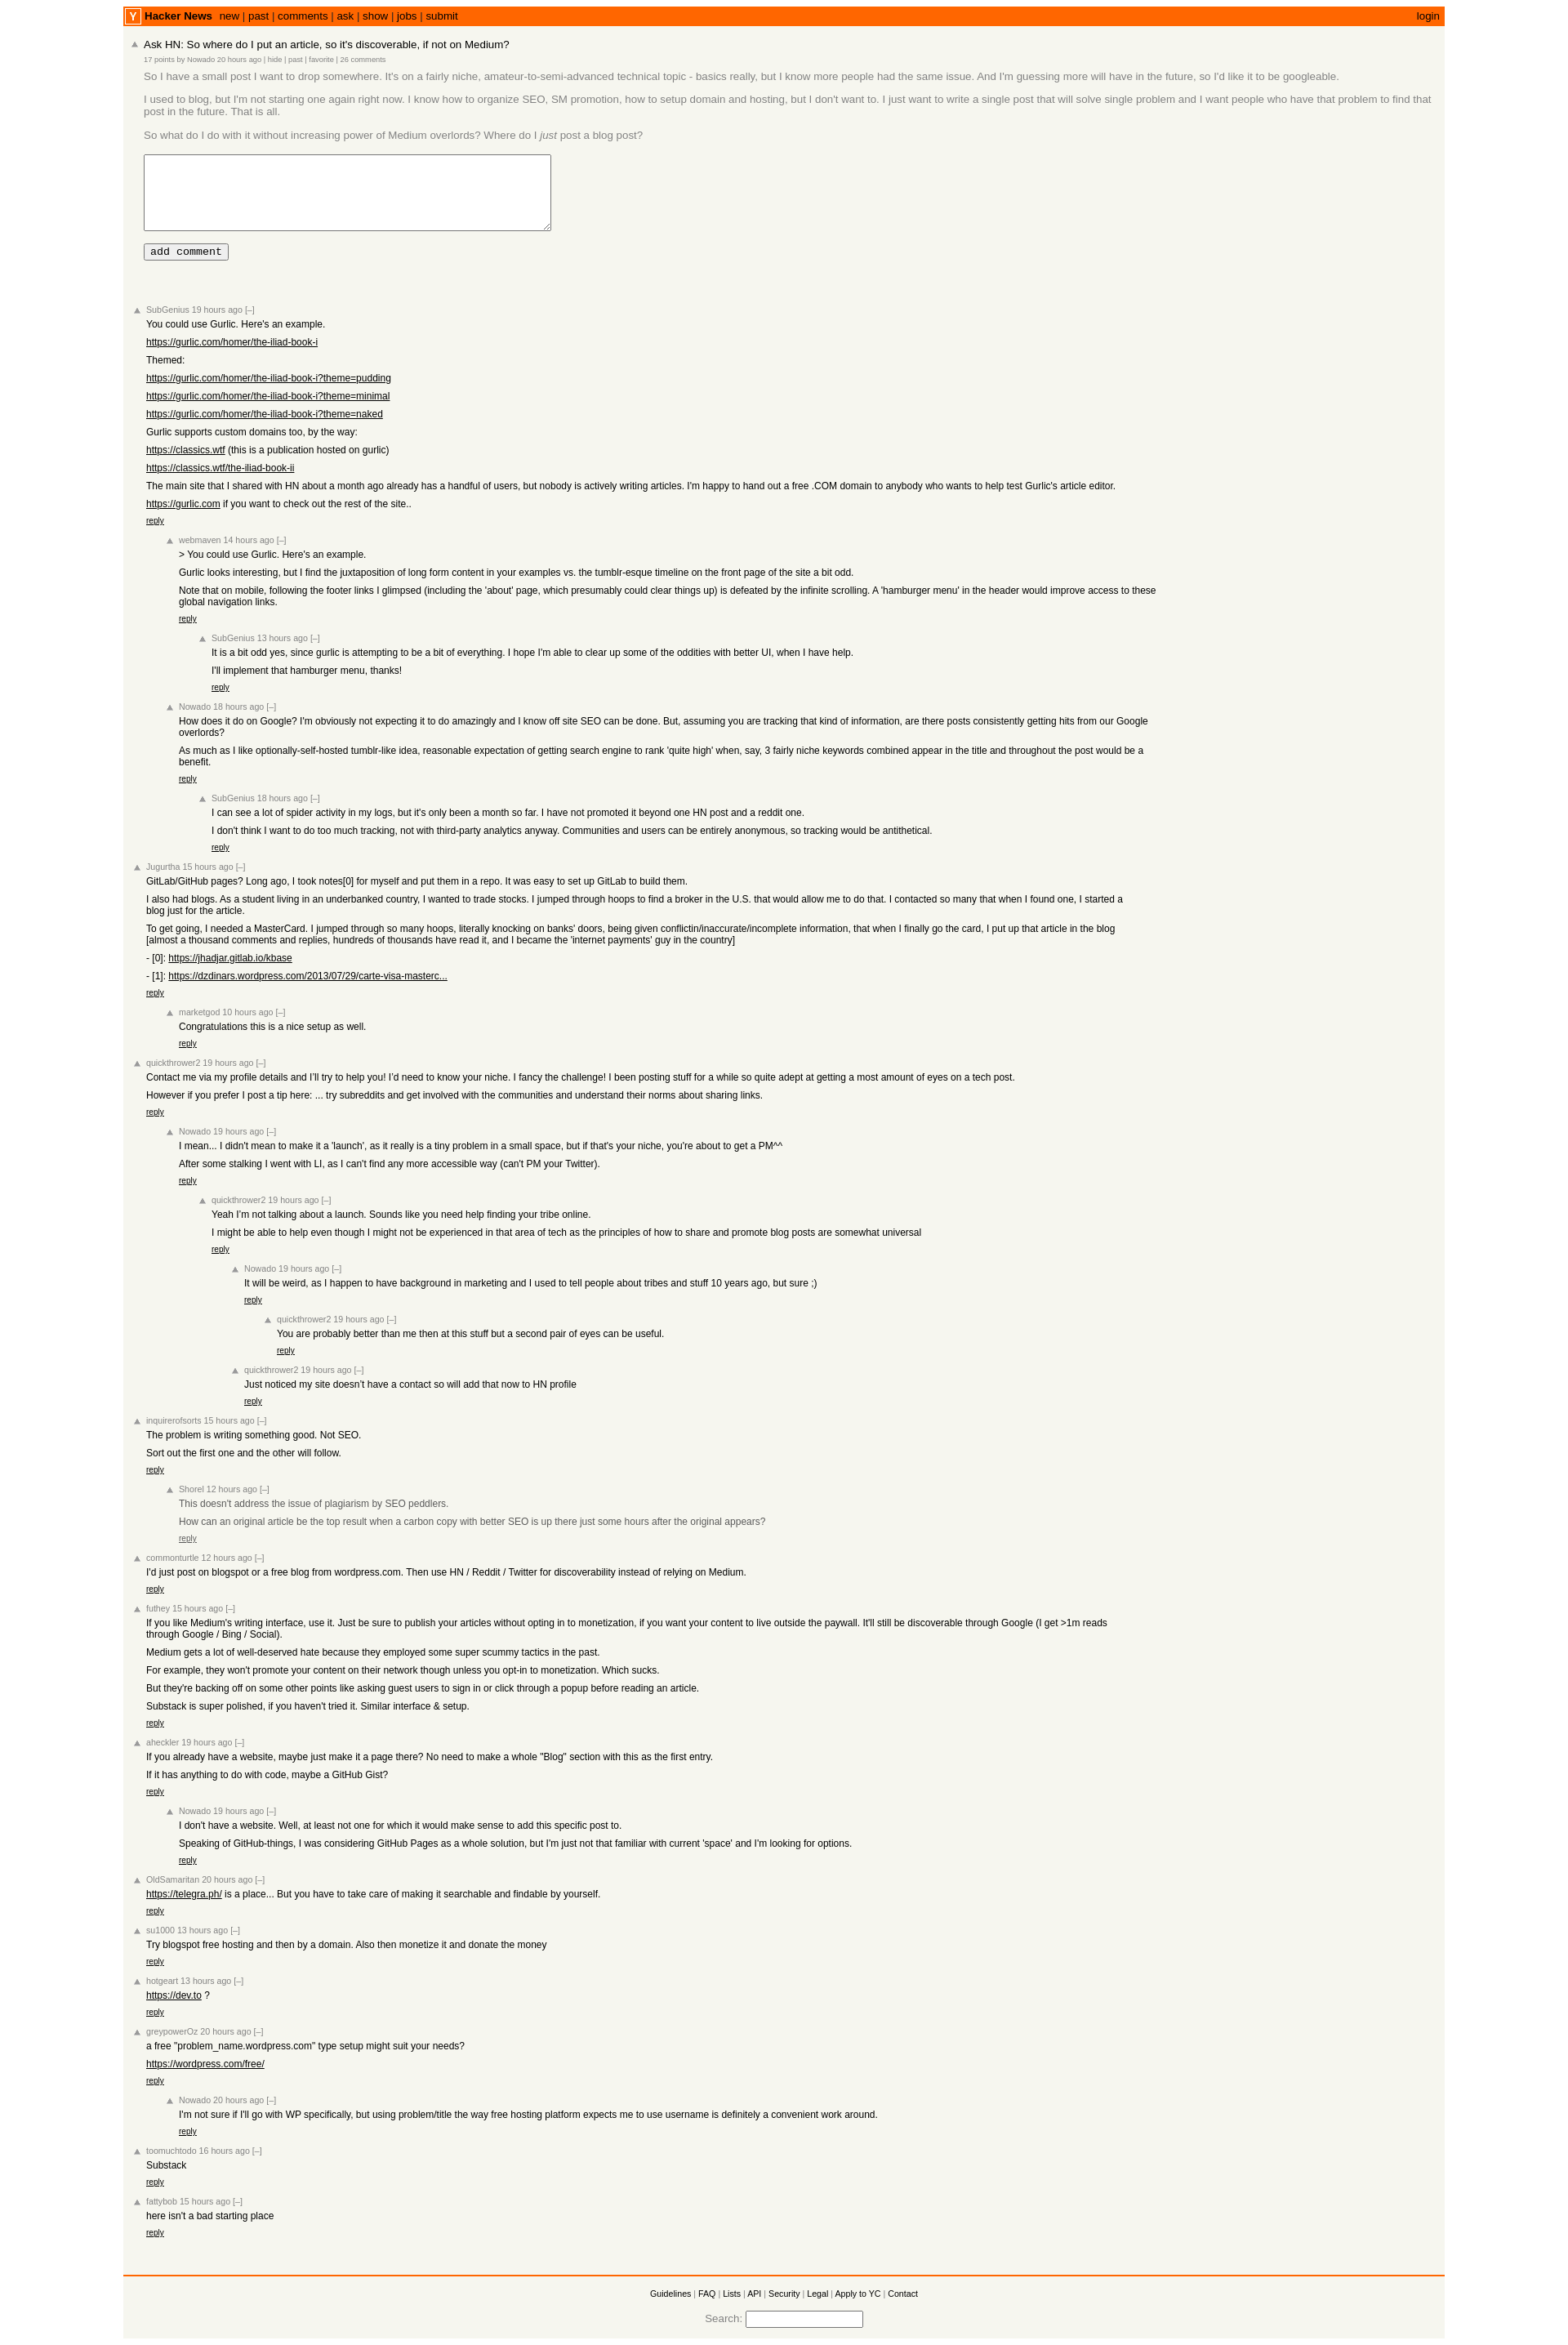 Y Hacker News new | past | comments | ask | show | jobs | submit login
Ask HN: So where do I put an article, so it's discoverable, if not on Medium?
17 points by Nowado 20 hours ago | hide | past | favorite | 26 comments
So I have a small post I want to drop somewhere. It's on a fairly niche, amateur-to-semi-advanced technical topic - basics really, but I know more people had the same issue. And I'm guessing more will have in the future, so I'd like it to be googleable.
I used to blog, but I'm not starting one again right now. I know how to organize SEO, SM promotion, how to setup domain and hosting, but I don't want to. I just want to write a single post that will solve single problem and I want people who have that problem to find that
post in the future. That is all.
So what do I do with it without increasing power of Medium overlords? Where do I just post a blog post?
add comment
SubGenius 19 hours ago [–]
You could use Gurlic. Here's an example.
https://gurlic.com/homer/the-iliad-book-i
Themed:
https://gurlic.com/homer/the-iliad-book-i?theme=pudding
https://gurlic.com/homer/the-iliad-book-i?theme=minimal
https://gurlic.com/homer/the-iliad-book-i?theme=naked
Gurlic supports custom domains too, by the way:
https://classics.wtf (this is a publication hosted on gurlic)
https://classics.wtf/the-iliad-book-ii
The main site that I shared with HN about a month ago already has a handful of users, but nobody is actively writing articles. I'm happy to hand out a free .COM domain to anybody who wants to help test Gurlic's article editor.
https://gurlic.com if you want to check out the rest of the site..
reply
webmaven 14 hours ago [–]
> You could use Gurlic. Here's an example.
Gurlic looks interesting, but I find the juxtaposition of long form content in your examples vs. the tumblr-esque timeline on the front page of the site a bit odd.
Note that on mobile, following the footer links I glimpsed (including the 'about' page, which presumably could clear things up) is defeated by the infinite scrolling. A 'hamburger menu' in the header would improve access to these
global navigation links.
reply
SubGenius 13 hours ago [–]
It is a bit odd yes, since gurlic is attempting to be a bit of everything. I hope I'm able to clear up some of the oddities with better UI, when I have help.
I'll implement that hamburger menu, thanks!
reply
Nowado 18 hours ago [–]
How does it do on Google? I'm obviously not expecting it to do amazingly and I know off site SEO can be done. But, assuming you are tracking that kind of information, are there posts consistently getting hits from our Google
overlords?
As much as I like optionally-self-hosted tumblr-like idea, reasonable expectation of getting search engine to rank 'quite high' when, say, 3 fairly niche keywords combined appear in the title and throughout the post would be a
benefit.
reply
SubGenius 18 hours ago [–]
I can see a lot of spider activity in my logs, but it's only been a month so far. I have not promoted it beyond one HN post and a reddit one.
I don't think I want to do too much tracking, not with third-party analytics anyway. Communities and users can be entirely anonymous, so tracking would be antithetical.
reply
Jugurtha 15 hours ago [–]
GitLab/GitHub pages? Long ago, I took notes[0] for myself and put them in a repo. It was easy to set up GitLab to build them.
I also had blogs. As a student living in an underbanked country, I wanted to trade stocks. I jumped through hoops to find a broker in the U.S. that would allow me to do that. I contacted so many that when I found one, I started a
blog just for the article.
To get going, I needed a MasterCard. I jumped through so many hoops, literally knocking on banks' doors, being given conflictin/inaccurate/incomplete information, that when I finally go the card, I put up that article in the blog
[almost a thousand comments and replies, hundreds of thousands have read it, and I became the 'internet payments' guy in the country]
- [0]: https://jhadjar.gitlab.io/kbase
- [1]: https://dzdinars.wordpress.com/2013/07/29/carte-visa-masterc...
reply
marketgod 10 hours ago [–]
Congratulations this is a nice setup as well.
reply
quickthrower2 19 hours ago [–]
Contact me via my profile details and I’ll try to help you! I’d need to know your niche. I fancy the challenge! I been posting stuff for a while so quite adept at getting a most amount of eyes on a tech post.
However if you prefer I post a tip here: ... try subreddits and get involved with the communities and understand their norms about sharing links.
reply
Nowado 19 hours ago [–]
I mean... I didn't mean to make it a 'launch', as it really is a tiny problem in a small space, but if that's your niche, you're about to get a PM^^
After some stalking I went with LI, as I can't find any more accessible way (can't PM your Twitter).
reply
quickthrower2 19 hours ago [–]
Yeah I’m not talking about a launch. Sounds like you need help finding your tribe online.
I might be able to help even though I might not be experienced in that area of tech as the principles of how to share and promote blog posts are somewhat universal
reply
Nowado 19 hours ago [–]
It will be weird, as I happen to have background in marketing and I used to tell people about tribes and stuff 10 years ago, but sure ;)
reply
quickthrower2 19 hours ago [–]
You are probably better than me then at this stuff but a second pair of eyes can be useful.
reply
quickthrower2 19 hours ago [–]
Just noticed my site doesn’t have a contact so will add that now to HN profile
reply
inquirerofsorts 15 hours ago [–]
The problem is writing something good. Not SEO.
Sort out the first one and the other will follow.
reply
Shorel 12 hours ago [–]
This doesn't address the issue of plagiarism by SEO peddlers.
How can an original article be the top result when a carbon copy with better SEO is up there just some hours after the original appears?
reply
commonturtle 12 hours ago [–]
I'd just post on blogspot or a free blog from wordpress.com. Then use HN / Reddit / Twitter for discoverability instead of relying on Medium.
reply
futhey 15 hours ago [–]
If you like Medium's writing interface, use it. Just be sure to publish your articles without opting in to monetization, if you want your content to live outside the paywall. It'll still be discoverable through Google (I get >1m reads
through Google / Bing / Social).
Medium gets a lot of well-deserved hate because they employed some super scummy tactics in the past.
For example, they won't promote your content on their network though unless you opt-in to monetization. Which sucks.
But they're backing off on some other points like asking guest users to sign in or click through a popup before reading an article.
Substack is super polished, if you haven't tried it. Similar interface & setup.
reply
aheckler 19 hours ago [–]
If you already have a website, maybe just make it a page there? No need to make a whole "Blog" section with this as the first entry.
If it has anything to do with code, maybe a GitHub Gist?
reply
Nowado 19 hours ago [–]
I don't have a website. Well, at least not one for which it would make sense to add this specific post to.
Speaking of GitHub-things, I was considering GitHub Pages as a whole solution, but I'm just not that familiar with current 'space' and I'm looking for options.
reply
OldSamaritan 20 hours ago [–]
https://telegra.ph/ is a place... But you have to take care of making it searchable and findable by yourself.
reply
su1000 13 hours ago [–]
Try blogspot free hosting and then by a domain. Also then monetize it and donate the money
reply
hotgeart 13 hours ago [–]
https://dev.to ?
reply
greypowerOz 20 hours ago [–]
a free "problem_name.wordpress.com" type setup might suit your needs?
https://wordpress.com/free/
reply
Nowado 20 hours ago [–]
I'm not sure if I'll go with WP specifically, but using problem/title the way free hosting platform expects me to use username is definitely a convenient work around.
reply
toomuchtodo 16 hours ago [–]
Substack
reply
fattybob 15 hours ago [–]
here isn't a bad starting place
reply
Guidelines | FAQ | Lists | API | Security | Legal | Apply to YC | Contact
Search: